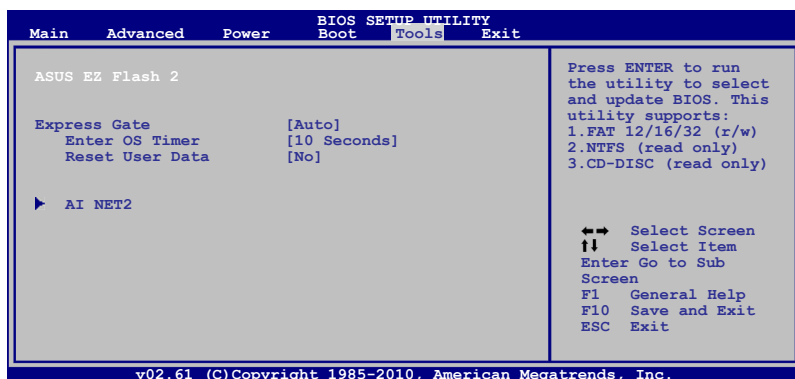 BIOS SETUP UTILITY
Main Advanced Power Boot Tools Exit
ASUS EZ Flash 2
Express Gate [Auto]
Enter OS Timer [10 Seconds]
Reset User Data [No]
AI NET2
Press ENTER to run
the utility to select
and update BIOS. This
utility supports:
1.FAT 12/16/32 (r/w)
2.NTFS (read only)
3.CD-DISC (read only)
Select Screen
Select Item
Enter Go to Sub
Screen
F1 General Help
F10 Save and Exit
ESC Exit
v02.61 (C)Copyright 1985-2010, American Megatrends, Inc.